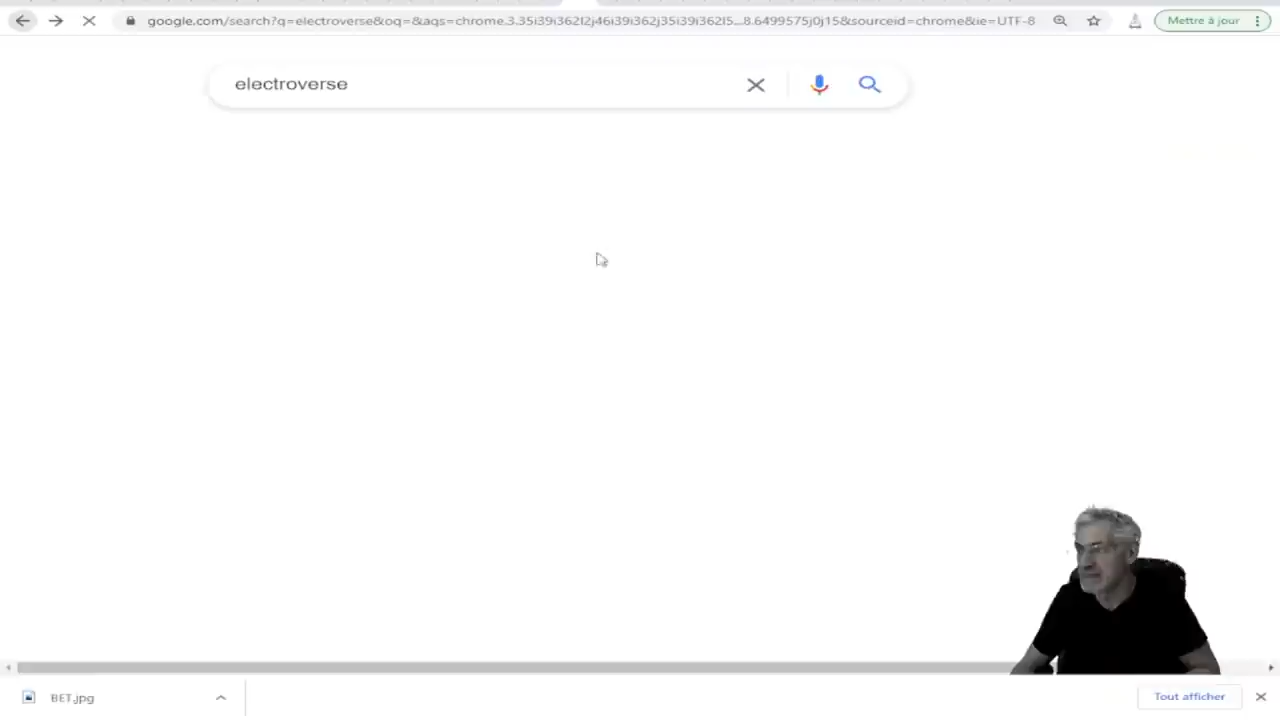 google.com/search?q=electroverse&oq=&aqs=chrome.3.35i39i362l2j46i39i362j35i39i362l5...8.6499575j0j15&sourceid=chrome&ie=UTF-8
Mettre à jour
electroverse
BET.jpg
Tout afficher